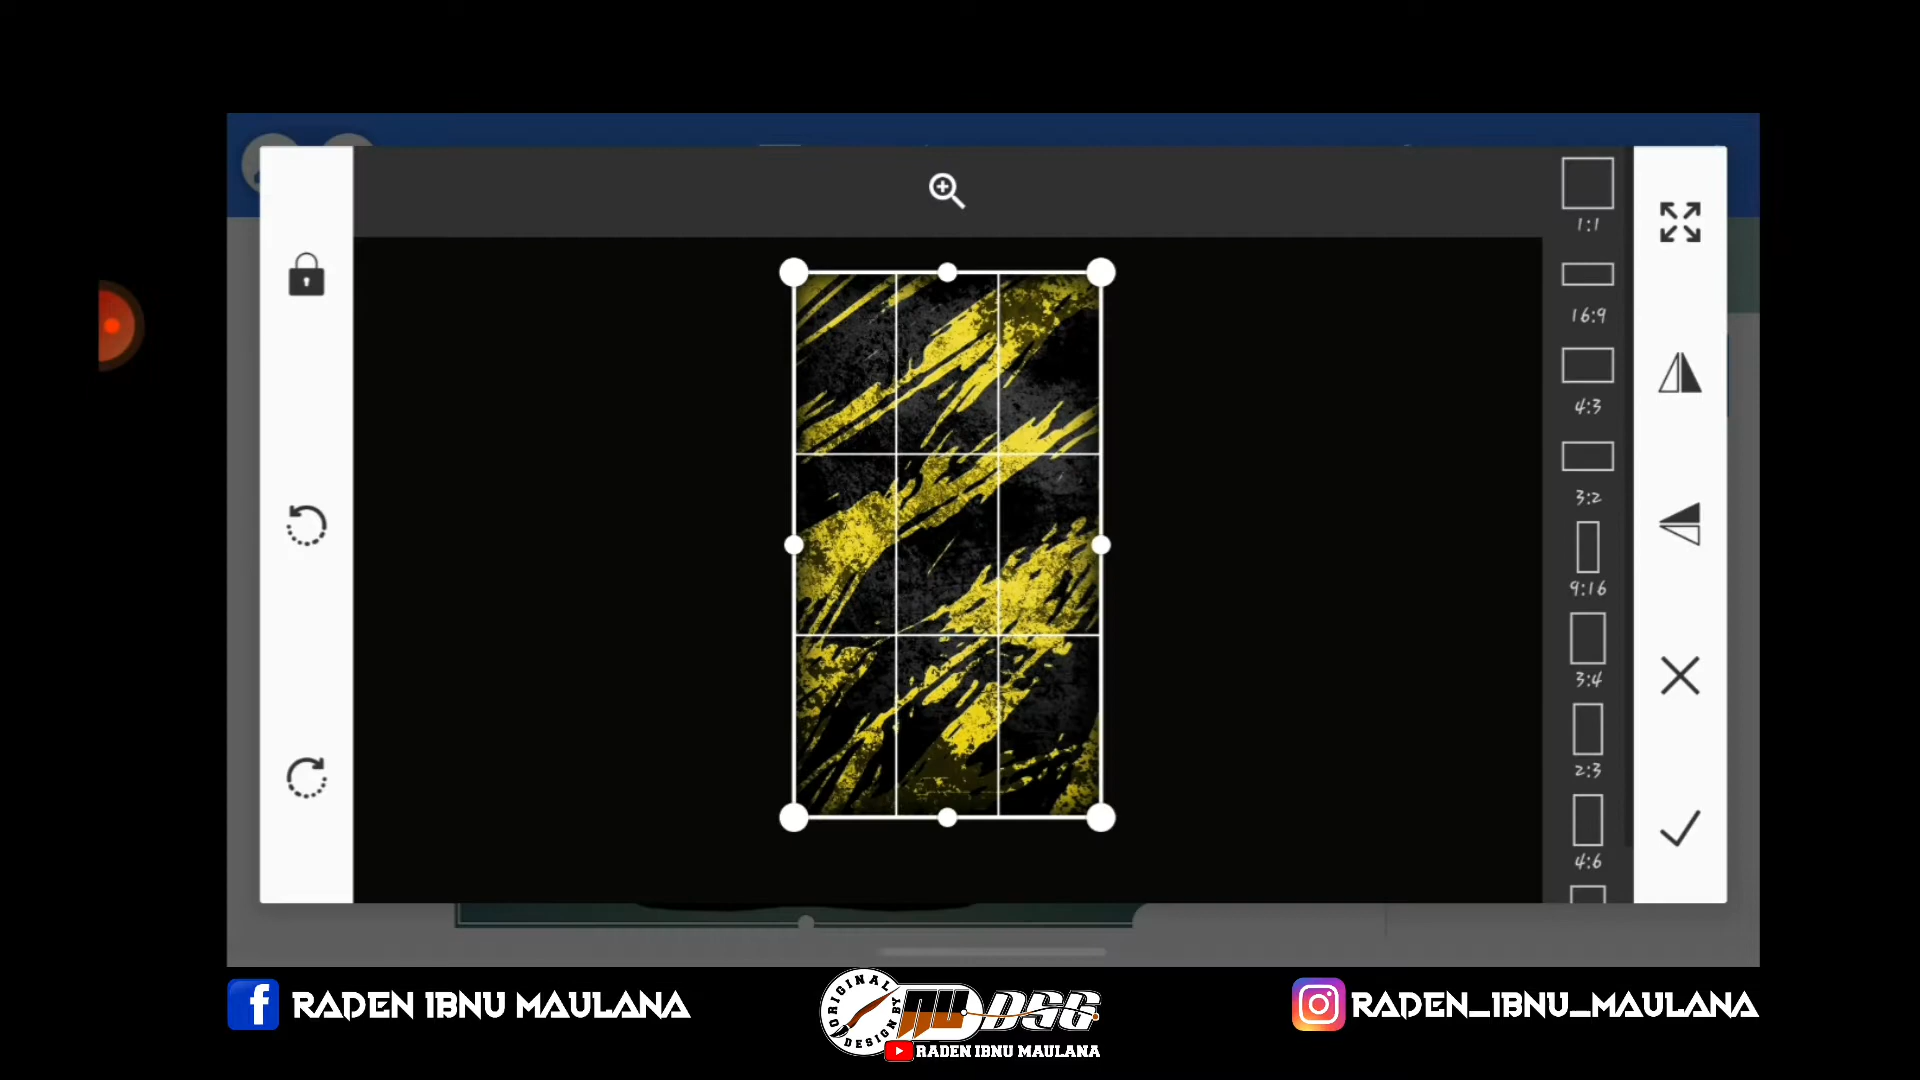 1:1
16:9
4:3
3:2
9:16
3:4
2:3
4:6
RADEN IBNU MAULANA
ORIGINAL
DESIGN BY
DSG
RADEN IBNU MAULANA
RADEN_IBNU_MAULANA